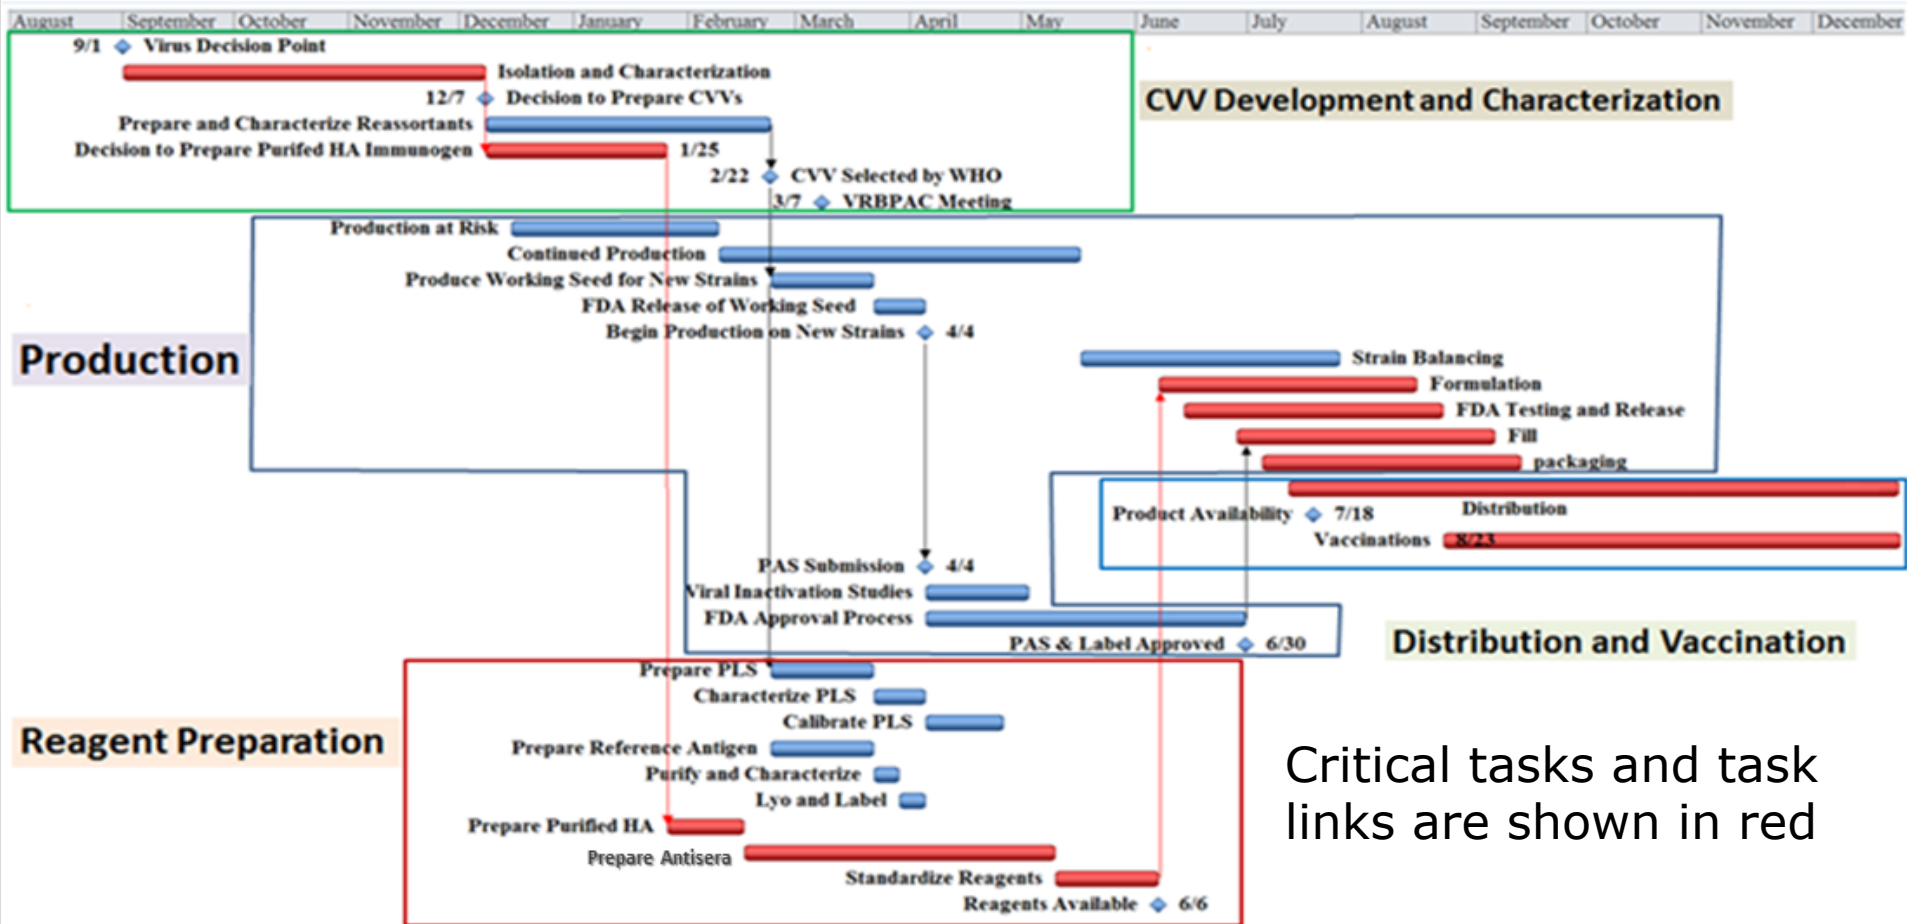 August September October November December January February March April May June July August September October November December
9/1 Virus Decision Point
Isolation and Characterization
12/7 Decision to Prepare CVVs
CVV Development and Characterization
Prepare and Characterize Reassortants
Decision to Prepare Purifed HA Immunogen 1/25
2/22 CVV Selected by WHO
3/7 VRBPAC Meeting
Production at Risk
Continued Production
Produce Working Seed for New Strains
FDA Release of Working Seed
Begin Production on New Strains 4/4
Production
Strain Balancing
Formulation
FDA Testing and Release
Fill
packaging
Distribution
Product Availability 7/18
Vaccinations 8/23
PAS Submission 4/4
Viral Inactivation Studies
FDA Approval Process
PAS & Label Approved 6/30
Distribution and Vaccination
Prepare PLS
Characterize PLS
Calibrate PLS
Reagent Preparation
Prepare Reference Antigen
Purify and Characterize
Lyo and Label
Prepare Purified HA
Prepare Antisera
Standardize Reagents
Reagents Available 6/6
Critical tasks and task
links are shown in red